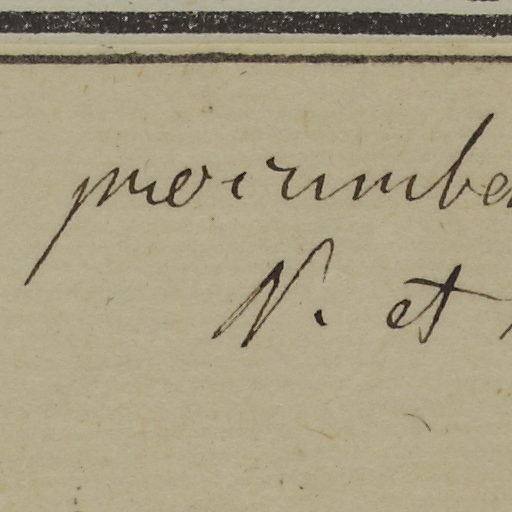 procumbe
N. et